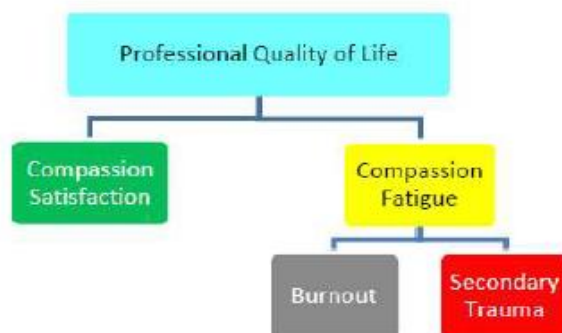 Professional Quality of Life
Compassion
Satisfaction
Compassion
Fatigue
Burnout
Secondary
Trauma